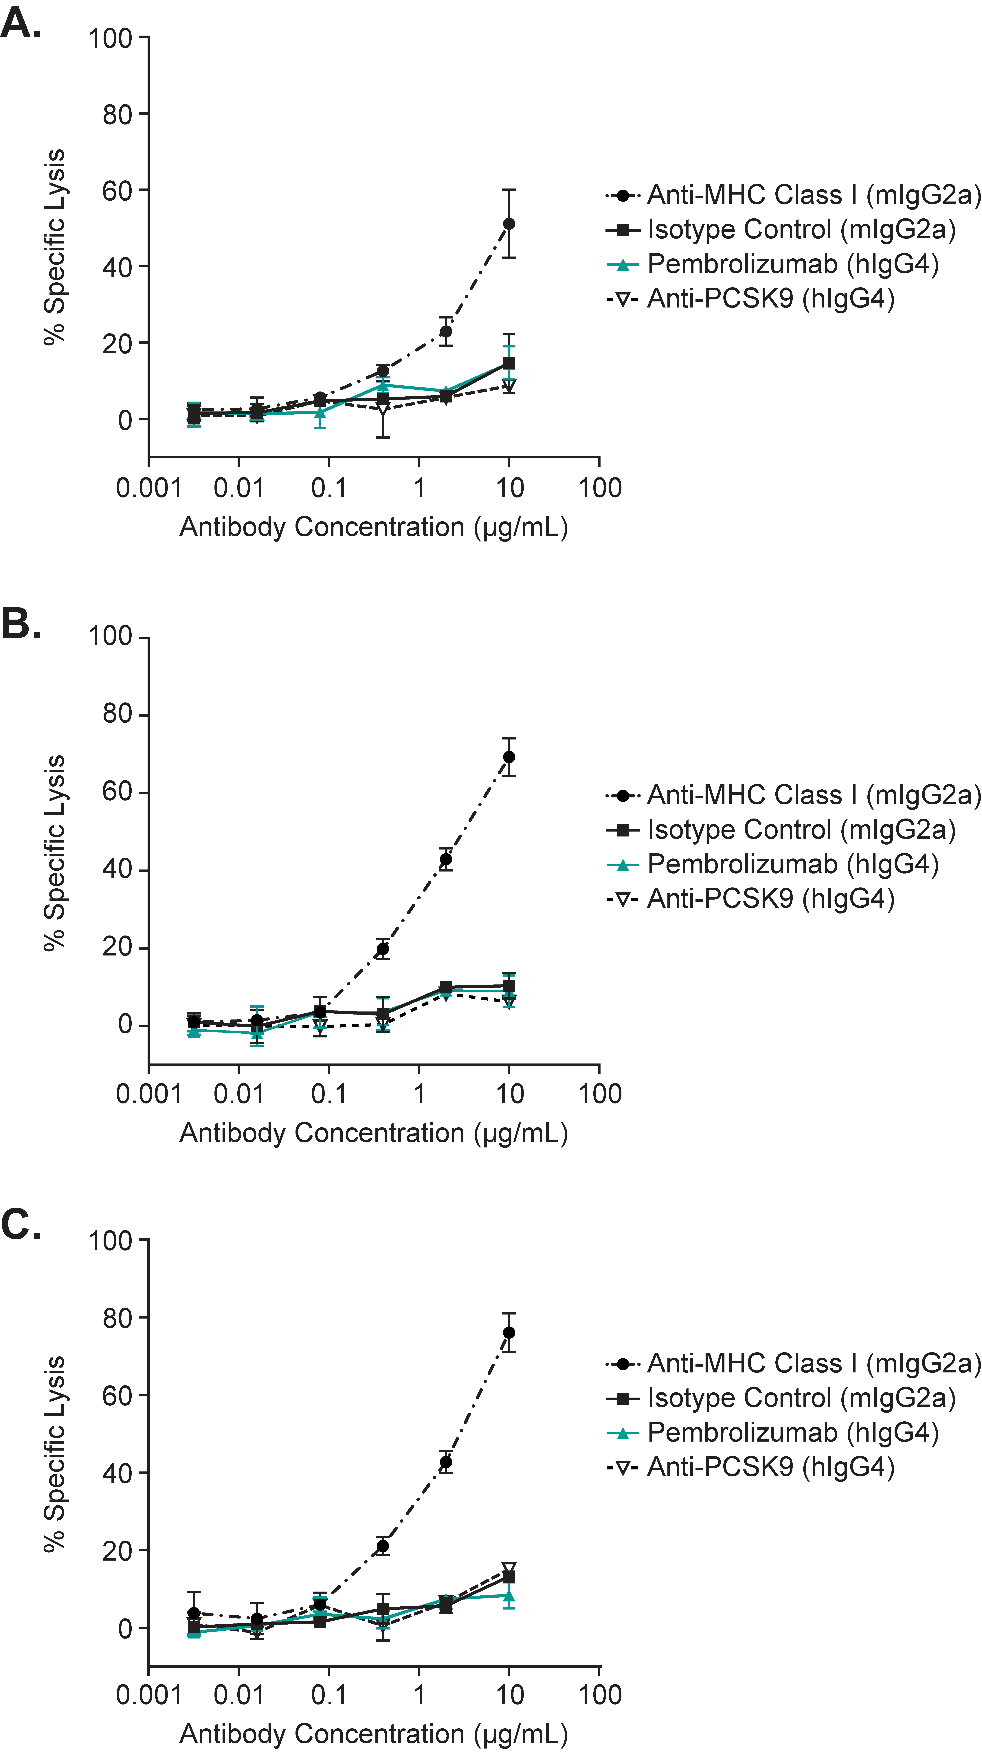 A.
100
80
60
40
20
0
% Specific Lysis
0.001 0.01 0.1 1 10 100
Antibody Concentration (µg/mL)
Anti-MHC Class I (mIgG2a)
Isotype Control (mIgG2a)
Pembrolizumab (hIgG4)
Anti-PCSK9 (hIgG4)
B.
100
80
60
40
20
0
% Specific Lysis
0.001 0.01 0.1 1 10 100
Antibody Concentration (µg/mL)
Anti-MHC Class I (mIgG2a)
Isotype Control (mIgG2a)
Pembrolizumab (hIgG4)
Anti-PCSK9 (hIgG4)
C.
100
80
60
40
20
0
% Specific Lysis
0.001 0.01 0.1 1 10 100
Antibody Concentration (µg/mL)
Anti-MHC Class I (mIgG2a)
Isotype Control (mIgG2a)
Pembrolizumab (hIgG4)
Anti-PCSK9 (hIgG4)